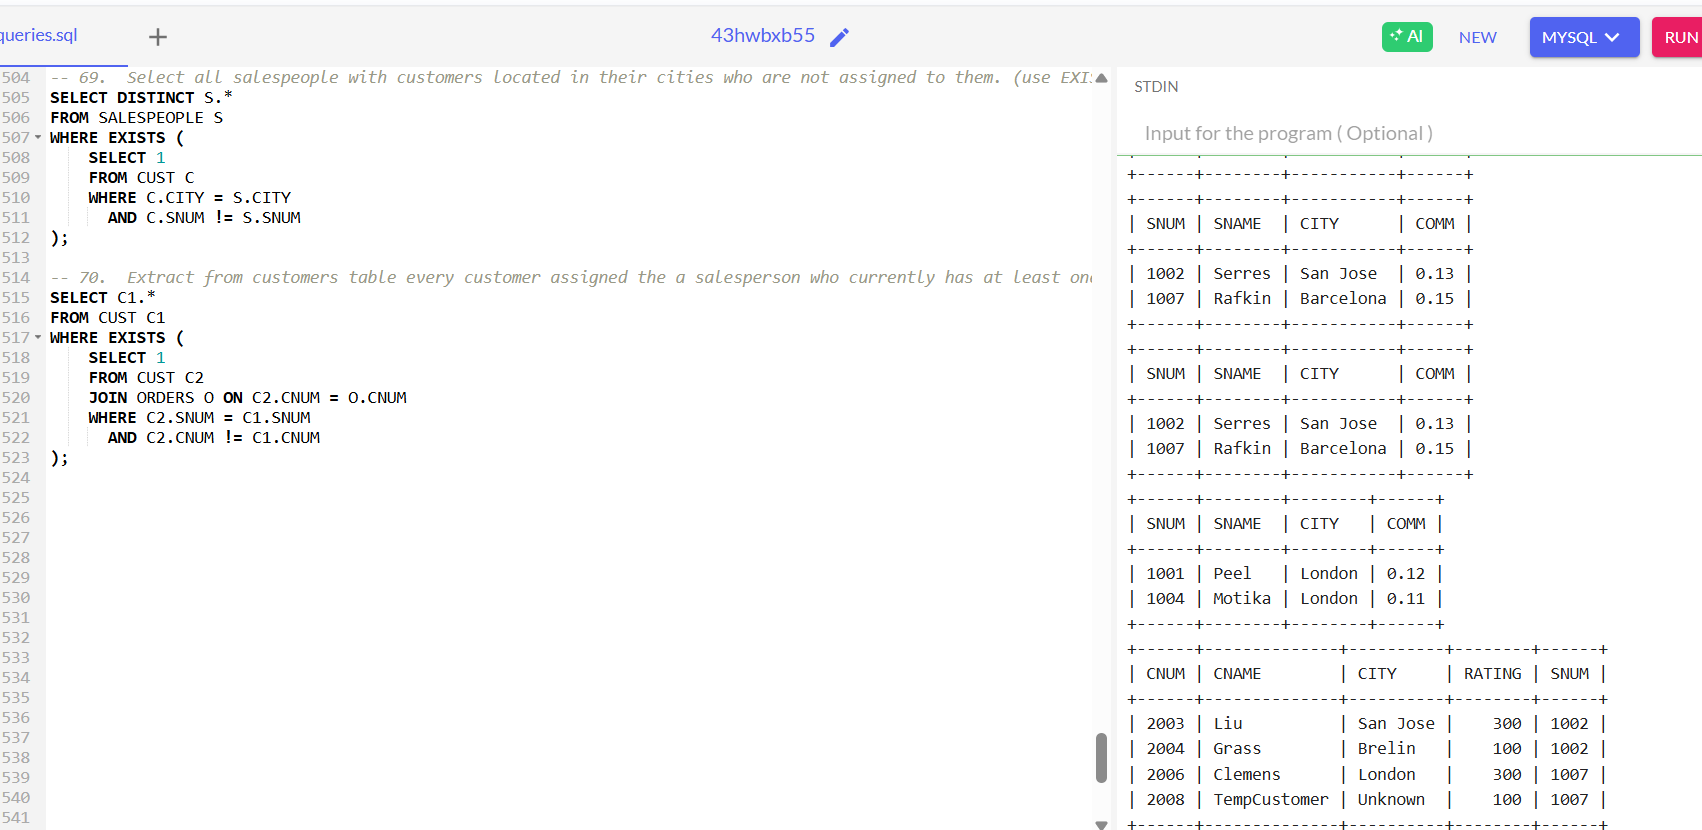 queries.sql + 43hwbxb55 AI NEW MYSQL RUN
504 -- 69. Select all salespeople with customers located in their cities who are not assigned to them. (use EXI
505 SELECT DISTINCT S.*
506 FROM SALESPEOPLE S
507 WHERE EXISTS (
508 SELECT 1
509 FROM CUST C
510 WHERE C.CITY = S.CITY
511 AND C.SNUM != S.SNUM
512 );
513
514 -- 70. Extract from customers table every customer assigned the a salesperson who currently has at least one
515 SELECT C1.*
516 FROM CUST C1
517 WHERE EXISTS (
518 SELECT 1
519 FROM CUST C2
520 JOIN ORDERS O ON C2.CNUM = O.CNUM
521 WHERE C2.SNUM = C1.SNUM
522 AND C2.CNUM != C1.CNUM
523 );
524
525
526
527
528
529
530
531
532
533
534
535
536
537
538
539
540
541
STDIN
Input for the program ( Optional )
+------+--------+-----------+------+
+------+--------+-----------+------+
| SNUM | SNAME | CITY | COMM |
+------+--------+-----------+------+
| 1002 | Serres | San Jose | 0.13 |
| 1007 | Rafkin | Barcelona | 0.15 |
+------+--------+-----------+------+
+------+--------+-----------+------+
| SNUM | SNAME | CITY | COMM |
+------+--------+-----------+------+
| 1002 | Serres | San Jose | 0.13 |
| 1007 | Rafkin | Barcelona | 0.15 |
+------+--------+-----------+------+
+------+--------+--------+------+
| SNUM | SNAME | CITY | COMM |
+------+--------+--------+------+
| 1001 | Peel | London | 0.12 |
| 1004 | Motika | London | 0.11 |
+------+--------+--------+------+
+------+--------------+----------+--------+------+
| CNUM | CNAME | CITY | RATING | SNUM |
+------+--------------+----------+--------+------+
| 2003 | Liu | San Jose | 300 | 1002 |
| 2004 | Grass | Brelin | 100 | 1002 |
| 2006 | Clemens | London | 300 | 1007 |
| 2008 | TempCustomer | Unknown | 100 | 1007 |
+------+--------------+----------+--------+------+